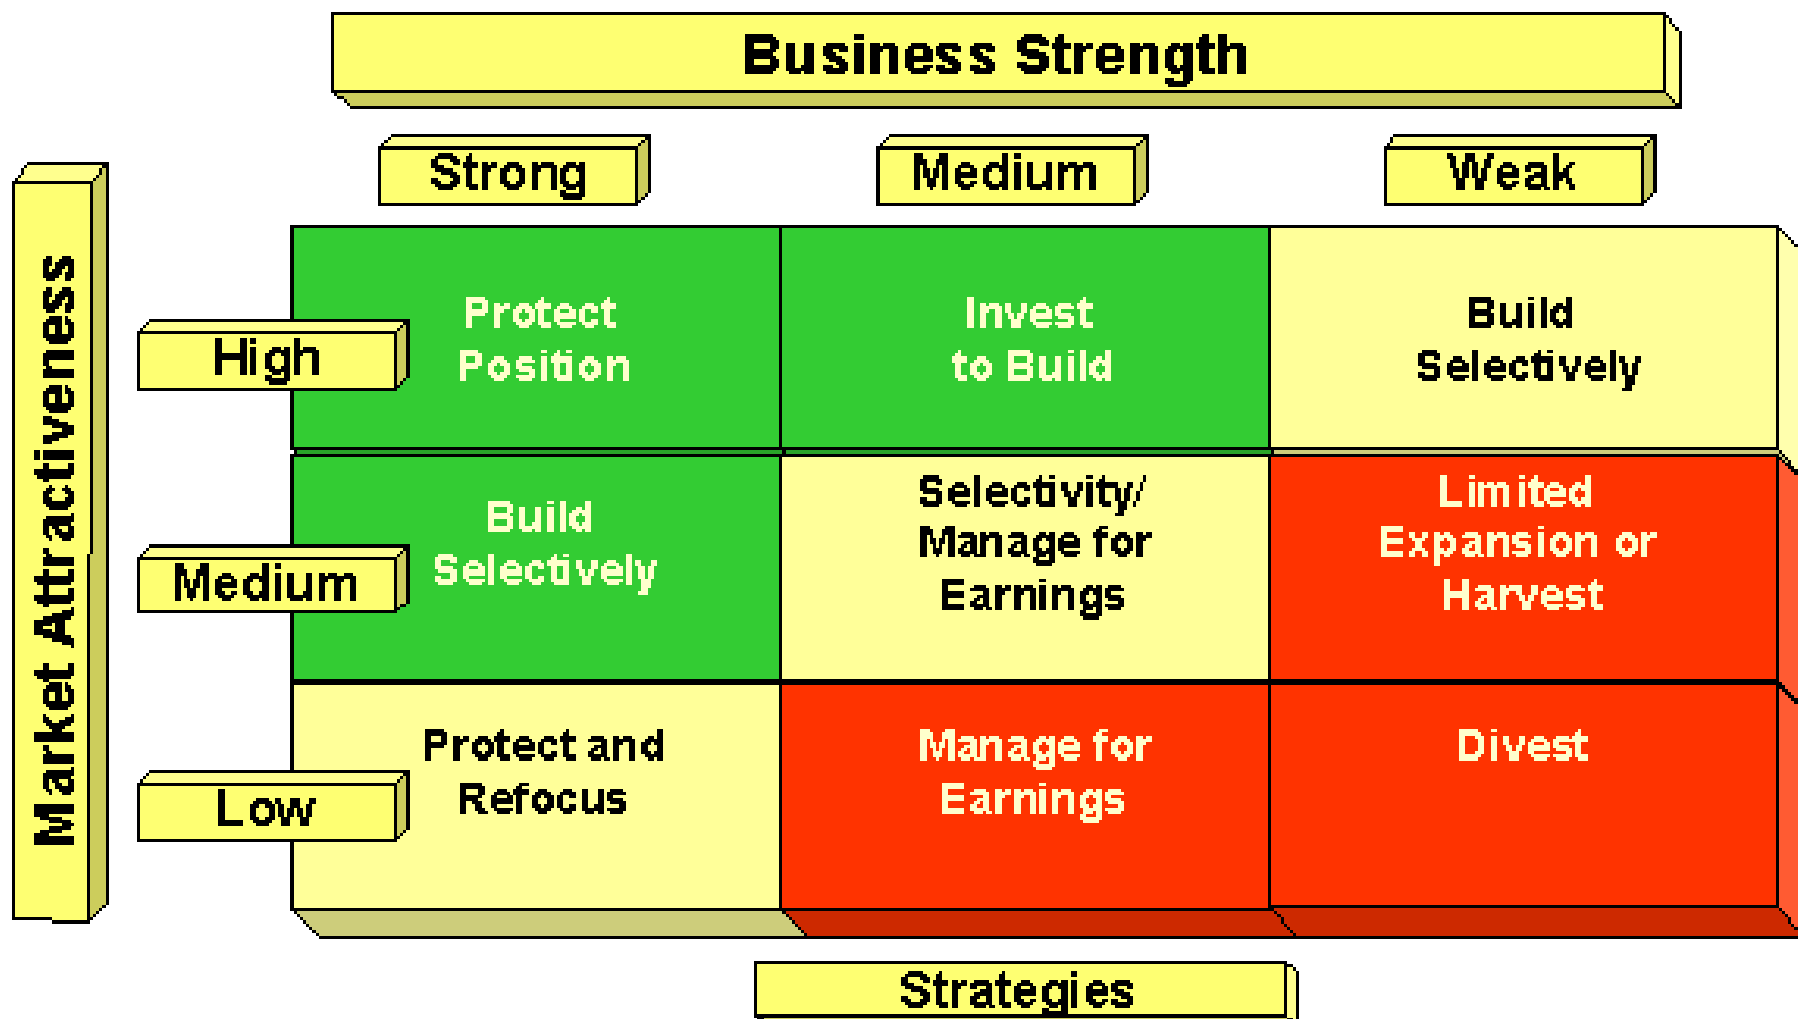 Business Strength
Strong
Medium
Weak
Market Attractiveness
High
Protect
Position
Invest
to Build
Build
Selectively
Medium
Build
Selectively
Selectivity/
Manage for
Earnings
Limited
Expansion or
Harvest
Low
Protect and
Refocus
Manage for
Earnings
Divest
Strategies